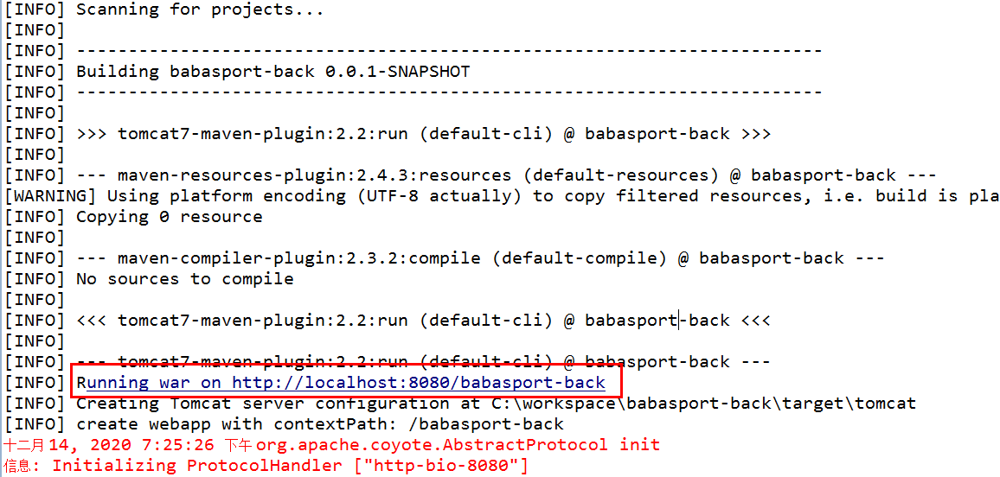 [INFO] Scanning for projects...
[INFO]
[INFO] ------------------------------------------------------------------------
[INFO] Building babasport-back 0.0.1-SNAPSHOT
[INFO] ------------------------------------------------------------------------
[INFO]
[INFO] >>> tomcat7-maven-plugin:2.2:run (default-cli) @ babasport-back >>>
[INFO]
[INFO] --- maven-resources-plugin:2.4.3:resources (default-resources) @ babasport-back ---
[WARNING] Using platform encoding (UTF-8 actually) to copy filtered resources, i.e. build is pla
[INFO] Copying 0 resource
[INFO]
[INFO] --- maven-compiler-plugin:2.3.2:compile (default-compile) @ babasport-back ---
[INFO] No sources to compile
[INFO]
[INFO] <<< tomcat7-maven-plugin:2.2:run (default-cli) @ babasport-back <<<
[INFO]
[INFO] --- tomcat7-maven-plugin:2.2:run (default-cli) @ babasport-back ---
[INFO] Running war on http://localhost:8080/babasport-back
[INFO] Creating Tomcat server configuration at C:\workspace\babasport-back\target\tomcat
[INFO] create webapp with contextPath: /babasport-back
十二月 14, 2020 7:25:26 下午 org.apache.coyote.AbstractProtocol init
信息: Initializing ProtocolHandler ["http-bio-8080"]